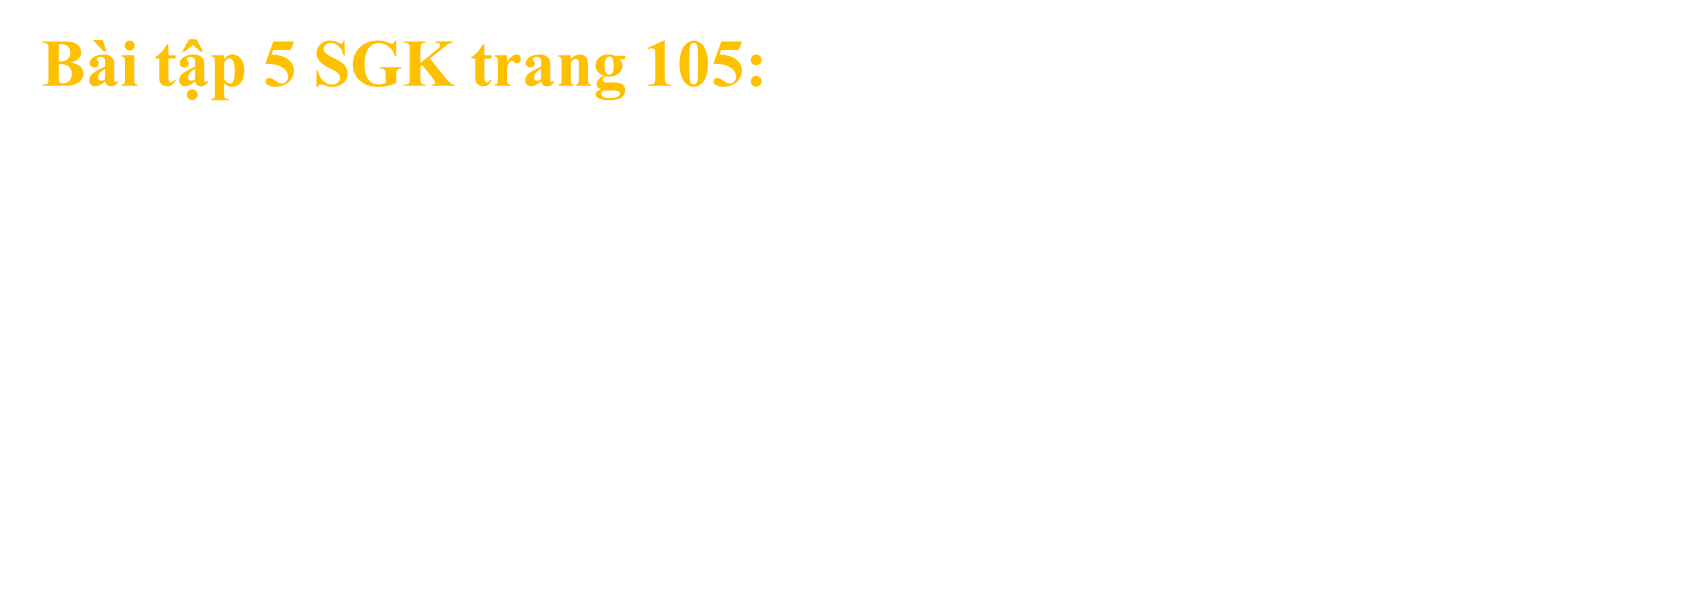 Bài tập 5 SGK trang 105: